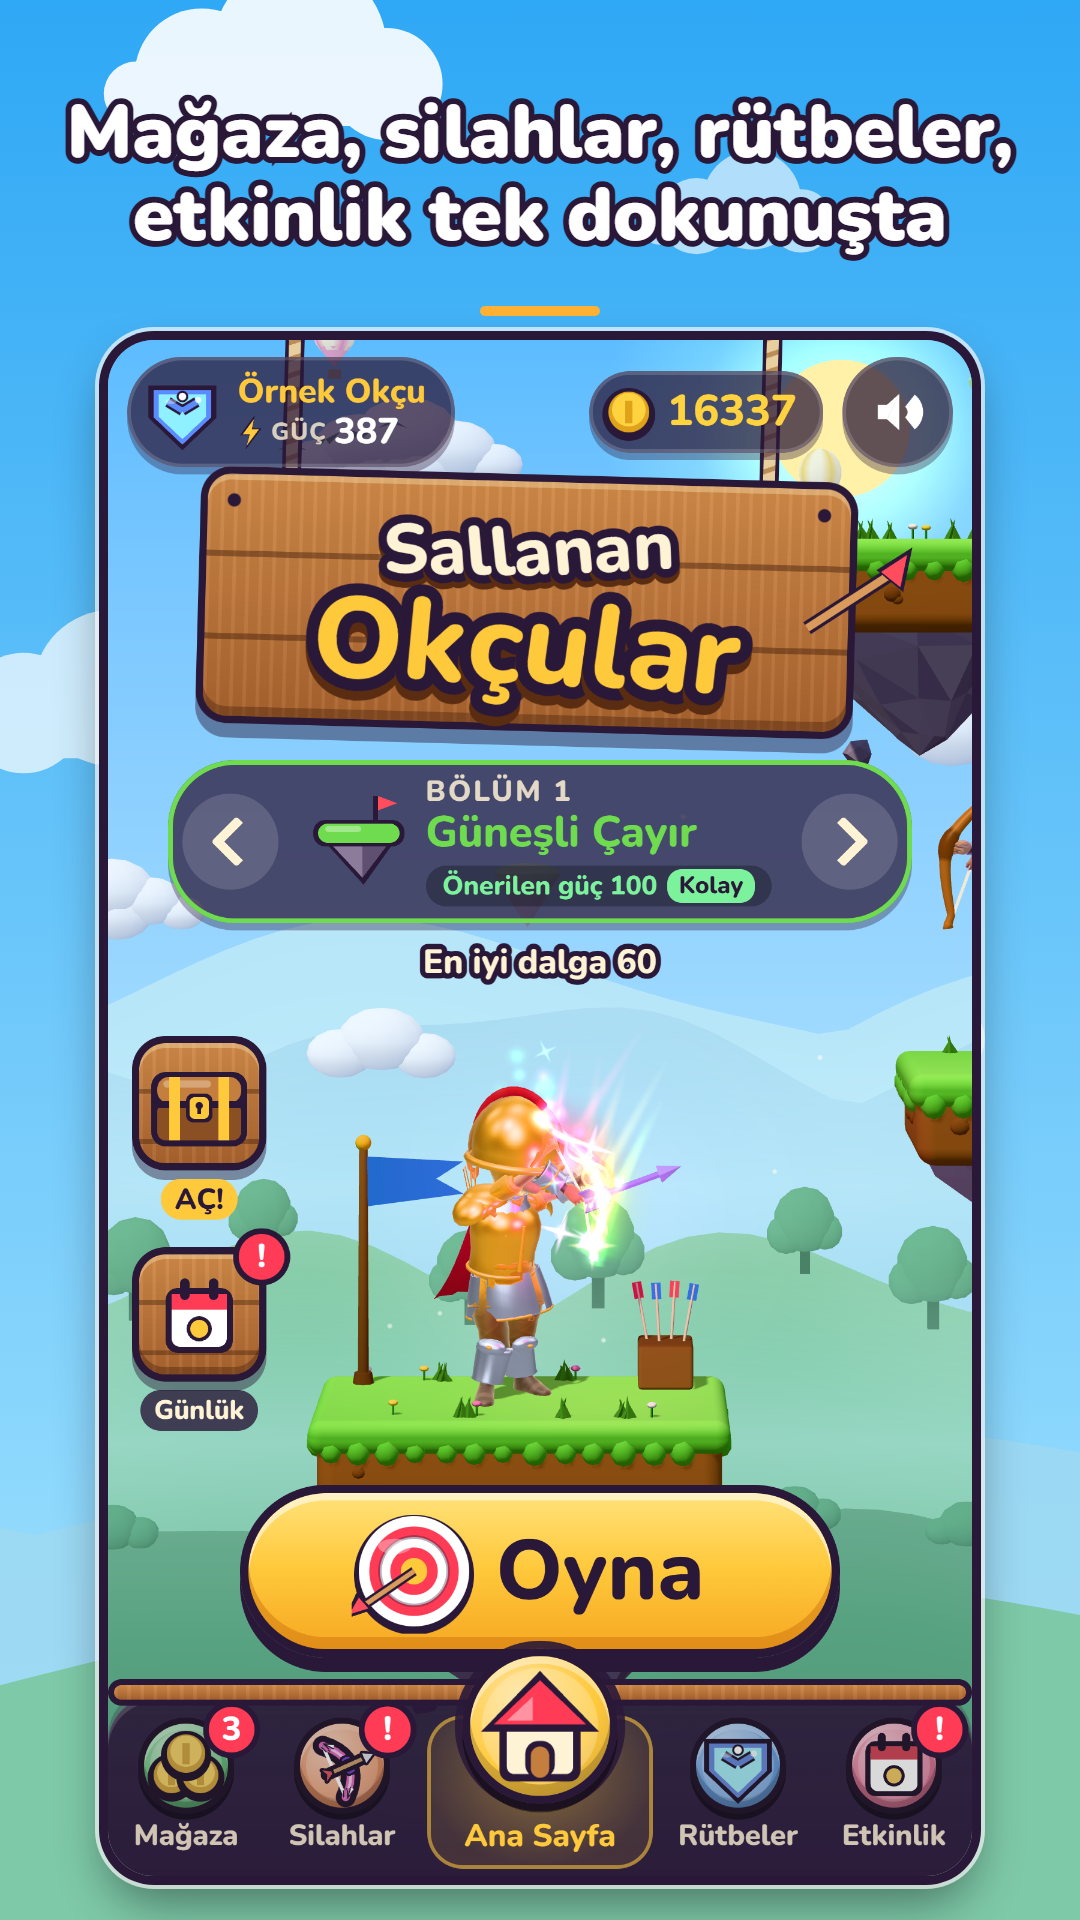 Mağaza, silahlar, rütbeler,
etkinlik tek dokunuşta
Örnek Okçu
GÜÇ 387
16337
Sallanan
Okçular
BÖLÜM 1
Güneşli Çayır
Önerilen güç 100 Kolay
En iyi dalga 60
AÇ!
!
Günlük
Oyna
3
!
!
Mağaza
Silahlar
Ana Sayfa
Rütbeler
Etkinlik